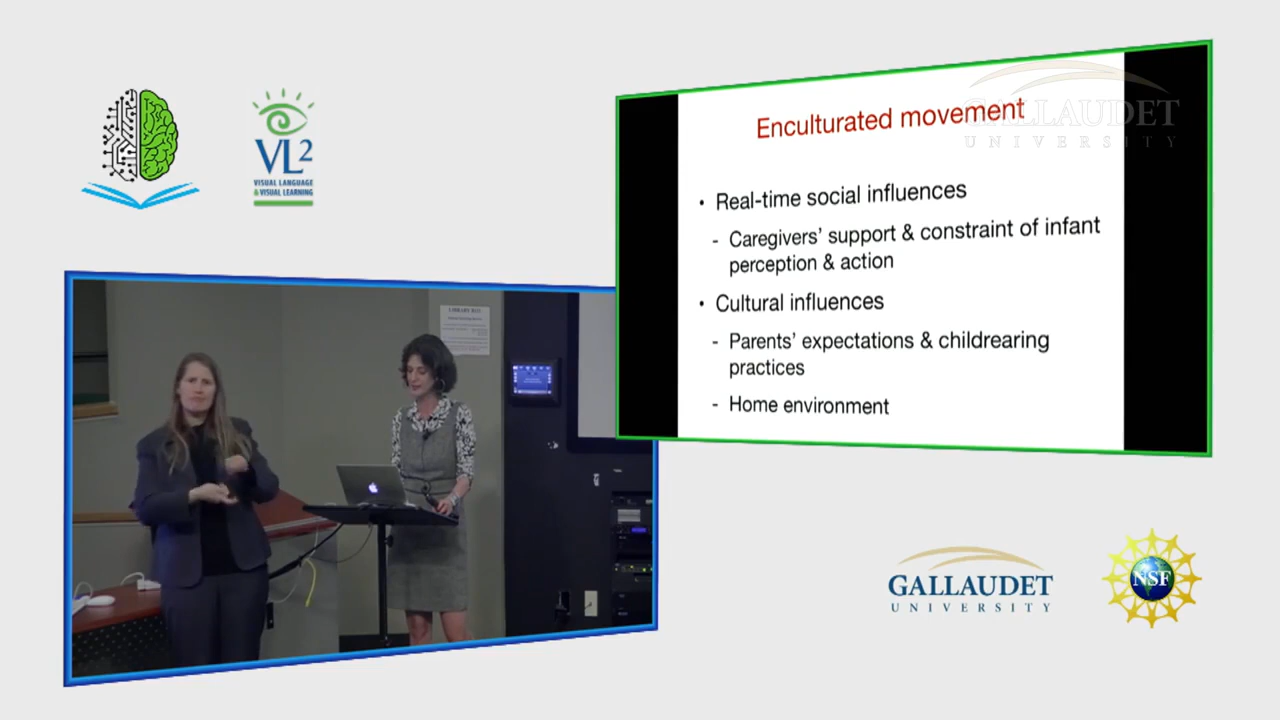 VL2
VISUAL LANGUAGE
& VISUAL LEARNING
GALLAUDET
UNIVERSITY
Enculturated movement
• Real-time social influences
- Caregivers' support & constraint of infant
perception & action
• Cultural influences
- Parents' expectations & childrearing
practices
- Home environment
GALLAUDET
UNIVERSITY
NSF